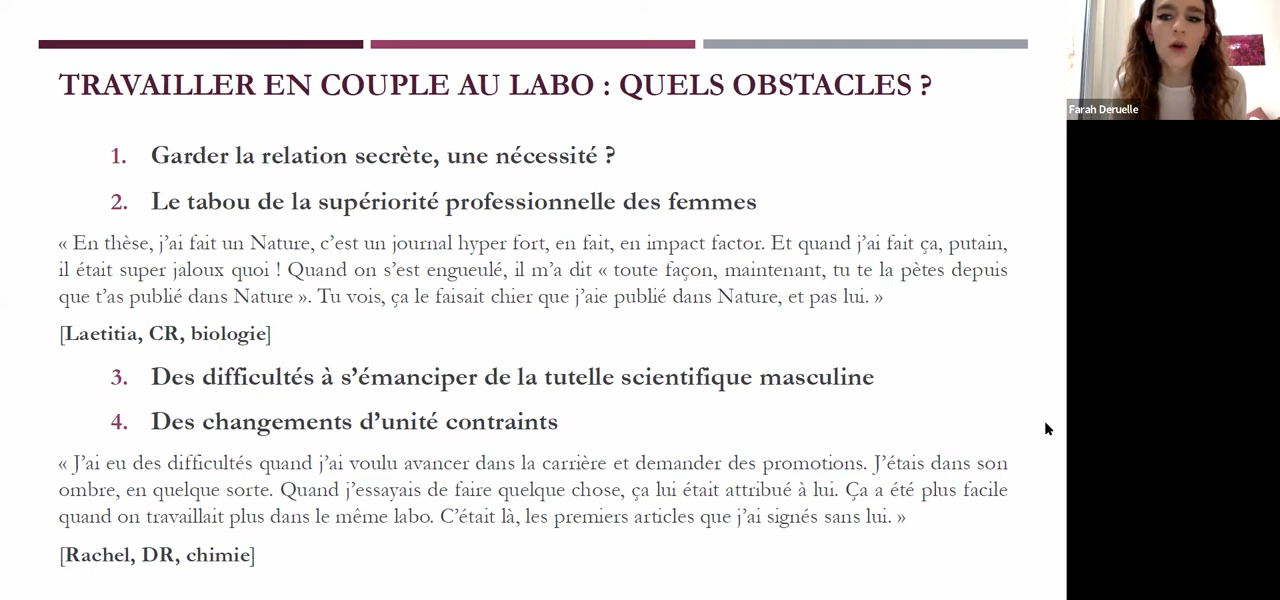 TRAVAILLER EN COUPLE AU LABO : QUELS OBSTACLES ?
1. Garder la relation secrète, une nécessité ?
2. Le tabou de la supériorité professionnelle des femmes
« En thèse, j’ai fait un Nature, c’est un journal hyper fort, en fait, en impact factor. Et quand j’ai fait ça, putain,
il était super jaloux quoi ! Quand on s’est engueulé, il m’a dit « toute façon, maintenant, tu te la pètes depuis
que t’as publié dans Nature ». Tu vois, ça le faisait chier que j’aie publié dans Nature, et pas lui. »
[Laetitia, CR, biologie]
3. Des difficultés à s’émanciper de la tutelle scientifique masculine
4. Des changements d’unité contraints
« J’ai eu des difficultés quand j’ai voulu avancer dans la carrière et demander des promotions. J’étais dans son
ombre, en quelque sorte. Quand j’essayais de faire quelque chose, ça lui était attribué à lui. Ça a été plus facile
quand on travaillait plus dans le même labo. C’était là, les premiers articles que j’ai signés sans lui. »
[Rachel, DR, chimie]
Farah Deruelle